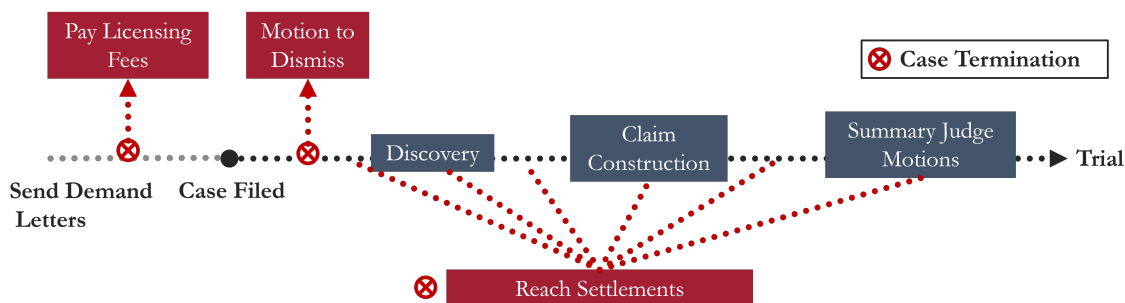 Pay Licensing
Fees
Motion to
Dismiss
Case Termination
Discovery
Claim
Construction
Summary Judge
Motions
Trial
Send Demand
Letters
Case Filed
Reach Settlements